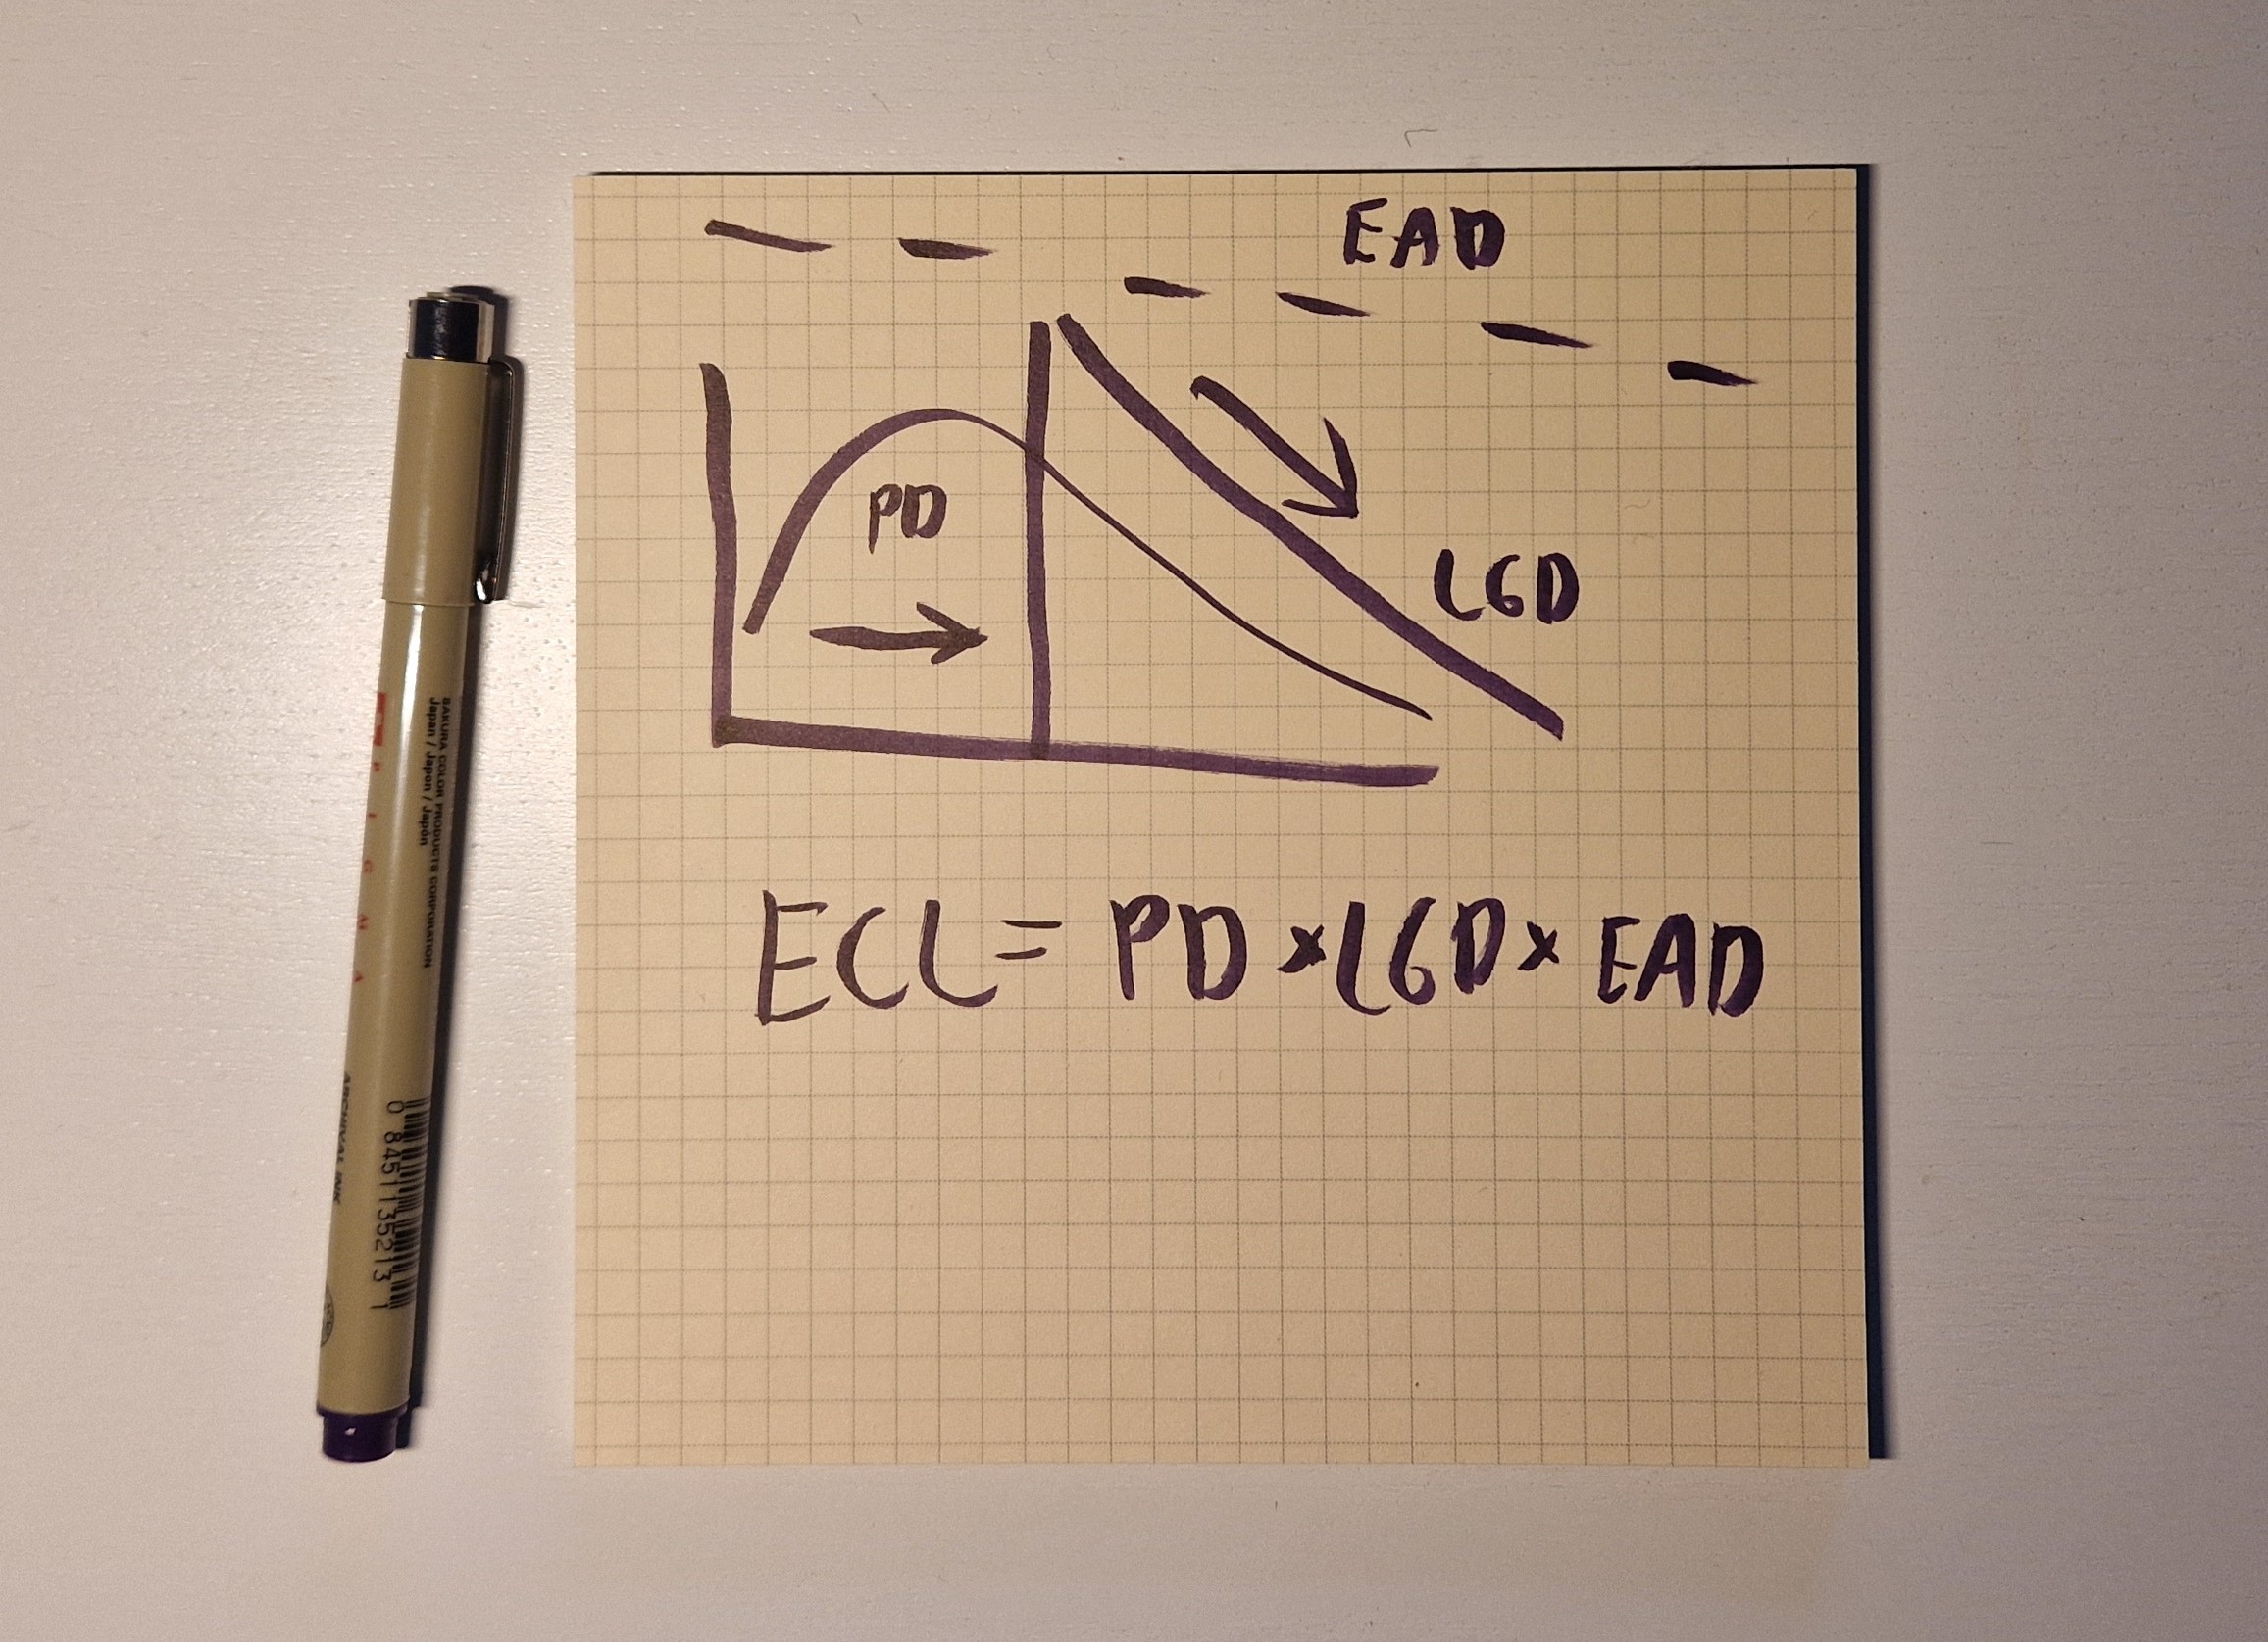 EAD
PD
LGD
ECL = PD × LGD × EAD
SAKURA COLOR PRODUCTS CORPORATION
Japan / Japon / Japón
ARCHIVAL INK
0 84511 35213 1